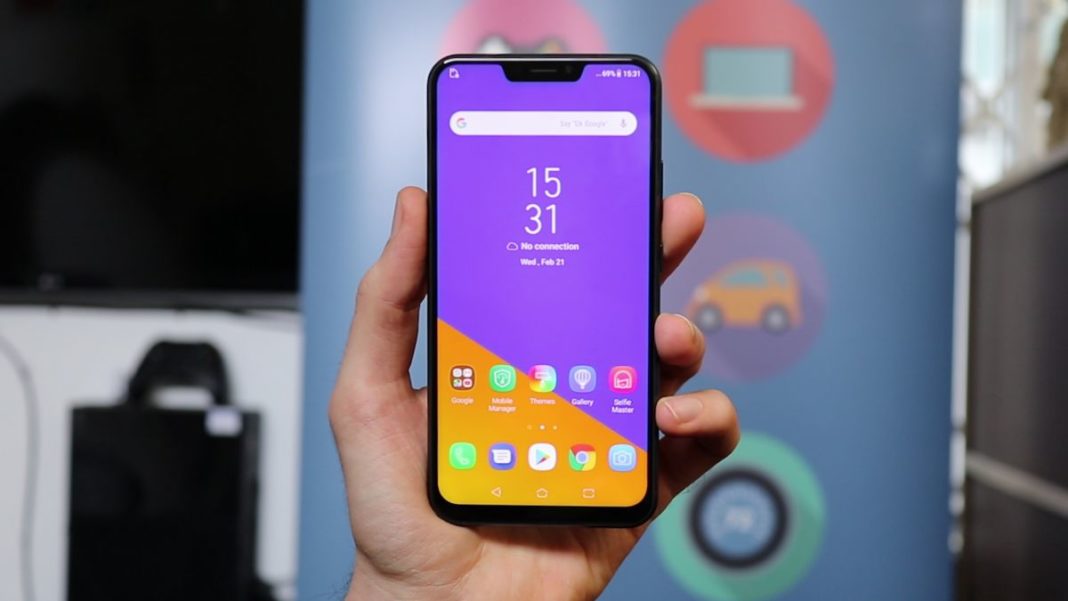 69% 15:31
G Say "Ok Google"
15
31
No connection
Wed, Feb 21
Google Mobile Manager Themes Gallery Selfie Master